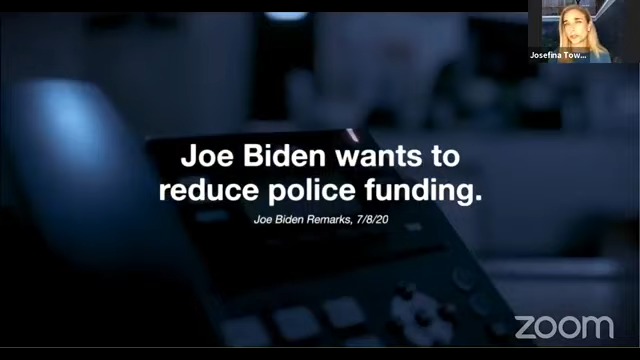 Josefina Tow...
Joe Biden wants to
reduce police funding.
Joe Biden Remarks, 7/8/20
zoom